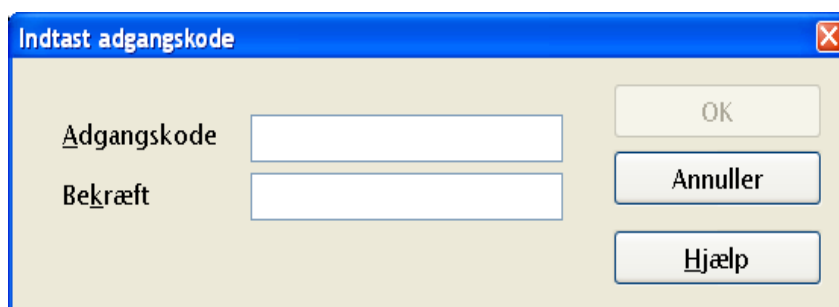 Indtast adgangskode
Adgangskode
Bekræft
OK
Annuller
Hjælp